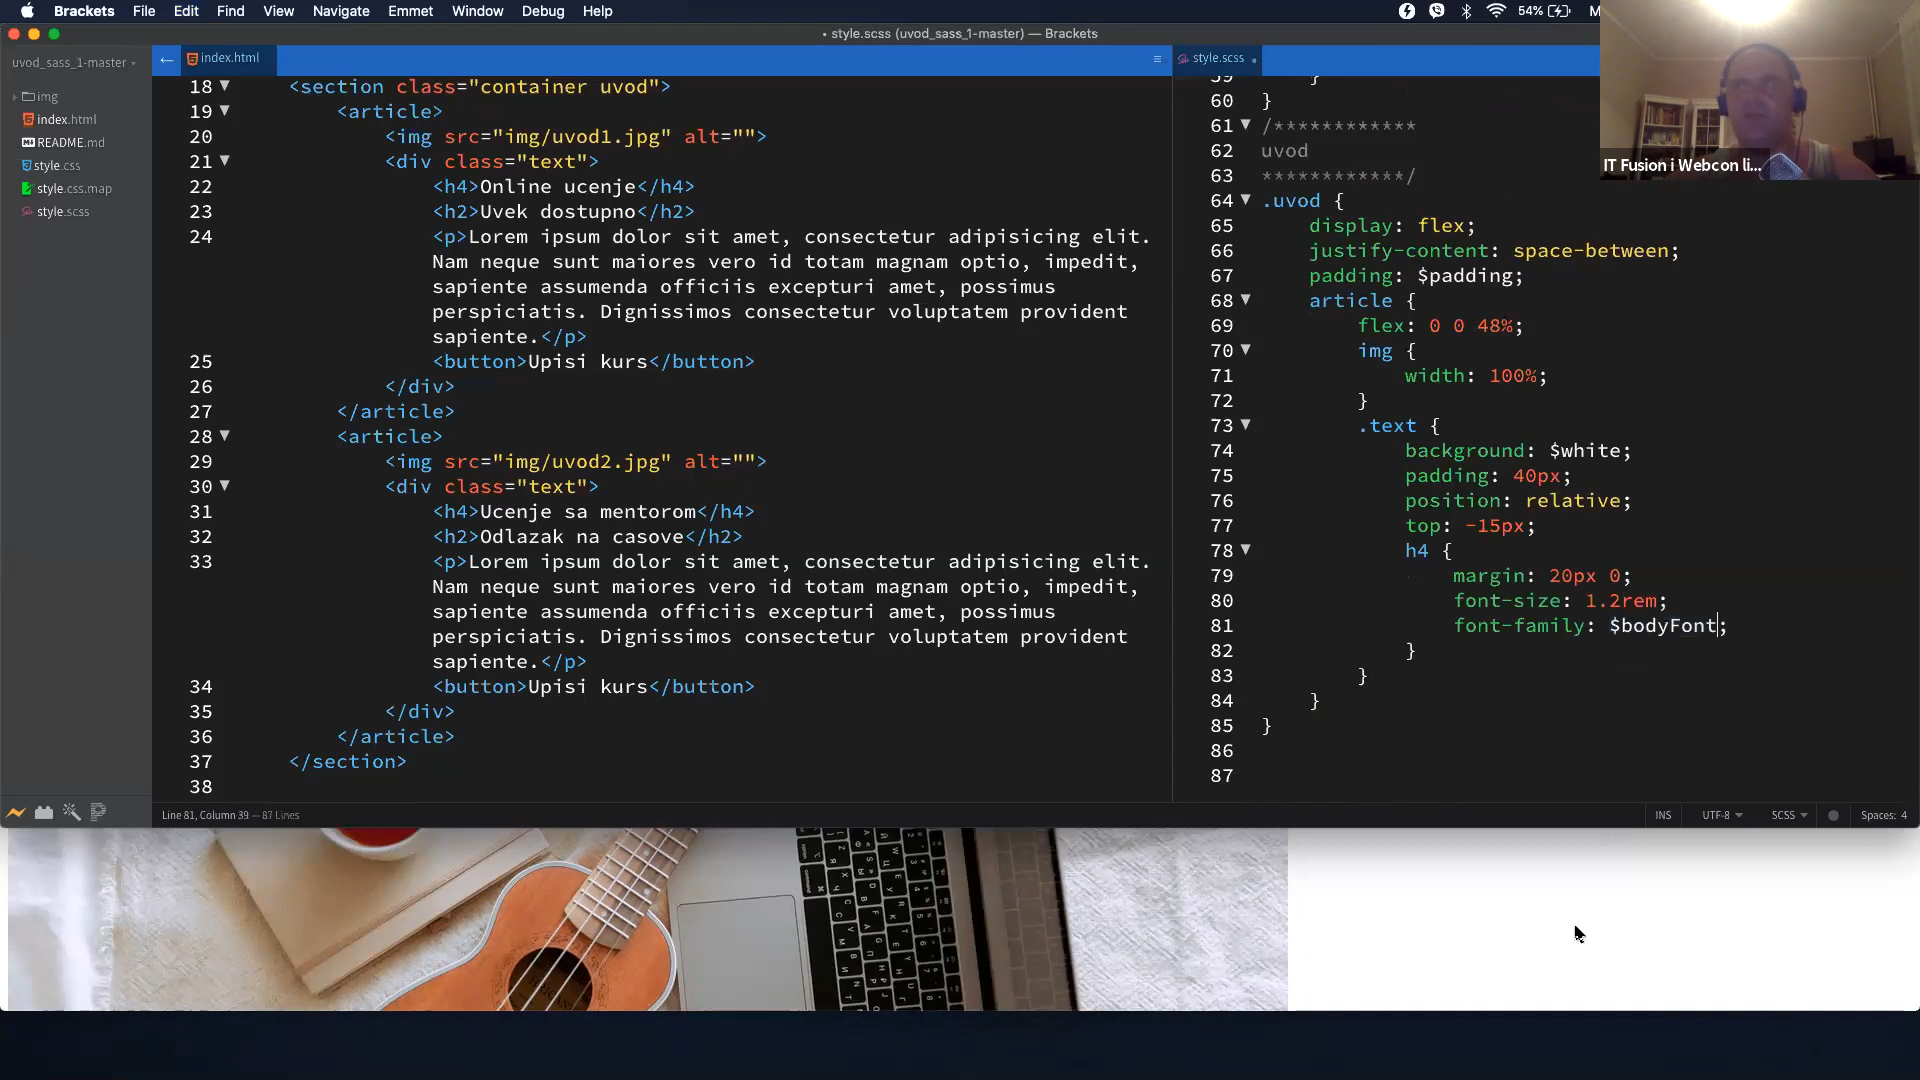 Brackets File Edit Find View Navigate Emmet Window Debug Help 54% M
• style.scss (uvod_sass_1-master) — Brackets
uvod_sass_1-master
img
index.html
README.md
style.css
style.css.map
style.scss
index.html
18 <section class="container uvod">
19 <article>
20 <img src="img/uvod1.jpg" alt="">
21 <div class="text">
22 <h4>Online ucenje</h4>
23 <h2>Uvek dostupno</h2>
24 <p>Lorem ipsum dolor sit amet, consectetur adipisicing elit.
Nam neque sunt maiores vero id totam magnam optio, impedit,
sapiente assumenda officiis excepturi amet, possimus
perspiciatis. Dignissimos consectetur voluptatem provident
sapiente.</p>
25 <button>Upisi kurs</button>
26 </div>
27 </article>
28 <article>
29 <img src="img/uvod2.jpg" alt="">
30 <div class="text">
31 <h4>Ucenje sa mentorom</h4>
32 <h2>Odlazak na casove</h2>
33 <p>Lorem ipsum dolor sit amet, consectetur adipisicing elit.
Nam neque sunt maiores vero id totam magnam optio, impedit,
sapiente assumenda officiis excepturi amet, possimus
perspiciatis. Dignissimos consectetur voluptatem provident
sapiente.</p>
34 <button>Upisi kurs</button>
35 </div>
36 </article>
37 </section>
38
style.scss
59 }
60 }
61 /************
62 uvod
63 ************/
64 .uvod {
65 display: flex;
66 justify-content: space-between;
67 padding: $padding;
68 article {
69 flex: 0 0 48%;
70 img {
71 width: 100%;
72 }
73 .text {
74 background: $white;
75 padding: 40px;
76 position: relative;
77 top: -15px;
78 h4 {
79 margin: 20px 0;
80 font-size: 1.2rem;
81 font-family: $bodyFont;
82 }
83 }
84 }
85 }
86
87
IT Fusion i Webcon li...
Line 81, Column 39 — 87 Lines
INS UTF-8 SCSS Spaces: 4